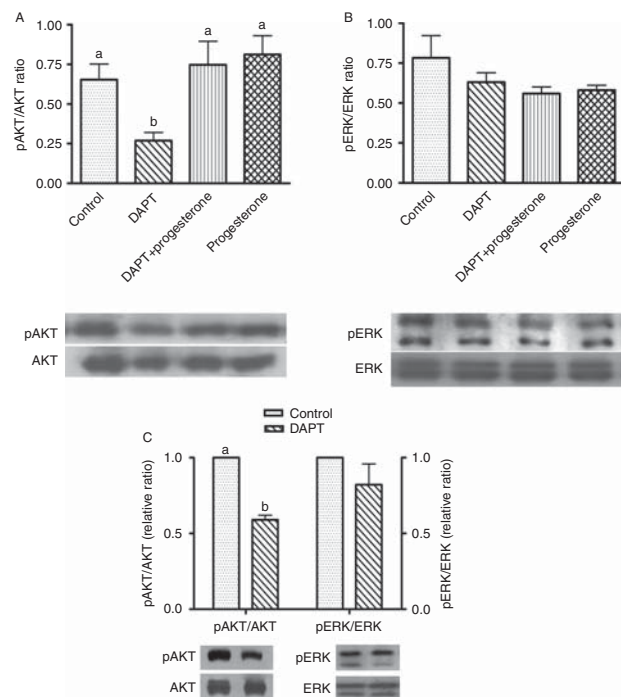 A
pAKT/AKT ratio
1.00
0.75
0.50
0.25
0.00
a
b
a
a
Control
DAPT
DAPT+progesterone
Progesterone
pAKT
AKT
B
pERK/ERK ratio
1.00
0.75
0.50
0.25
0.00
Control
DAPT
DAPT+progesterone
Progesterone
pERK
ERK
Control
DAPT
C
pAKT/AKT (relative ratio)
1.0
0.5
0.0
a
b
1.0
0.5
0.0
pERK/ERK (relative ratio)
pAKT/AKT
pERK/ERK
pAKT
AKT
pERK
ERK